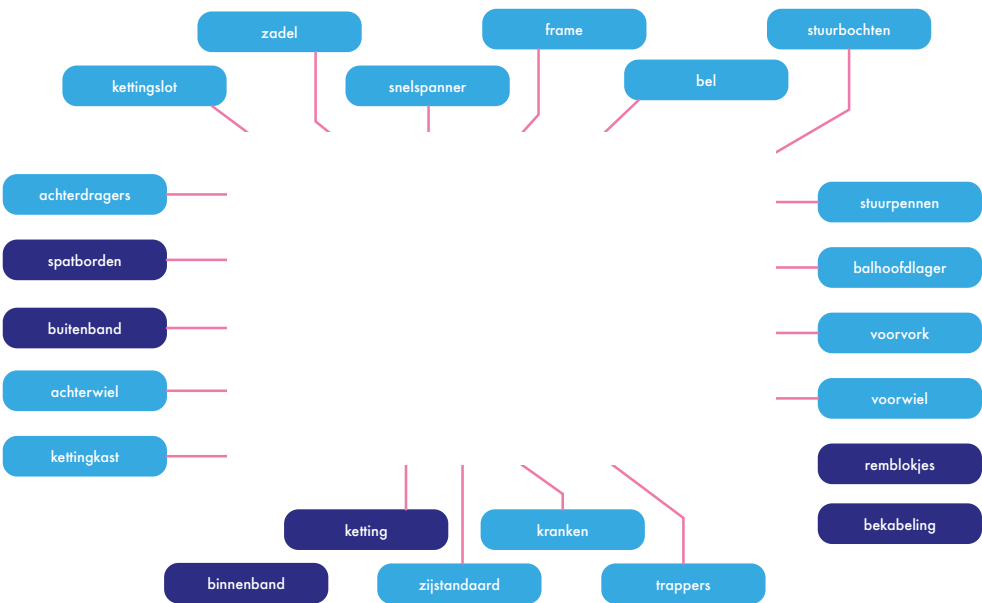 zadel
frame
stuurbochten
kettingslot
snelspanner
bel
achterdragers
stuurpennen
spatborden
balhoofdlager
buitenband
voorvork
achterwiel
voorwiel
kettingkast
remblokjes
ketting
kranken
bekabeling
binnenband
zijstandaard
trappers